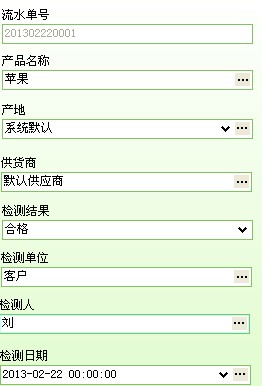 流水单号
201302220001
产品名称
苹果
产地
系统默认
供货商
默认供应商
检测结果
合格
检测单位
客户
检测人
刘
检测日期
2013-02-22 00:00:00